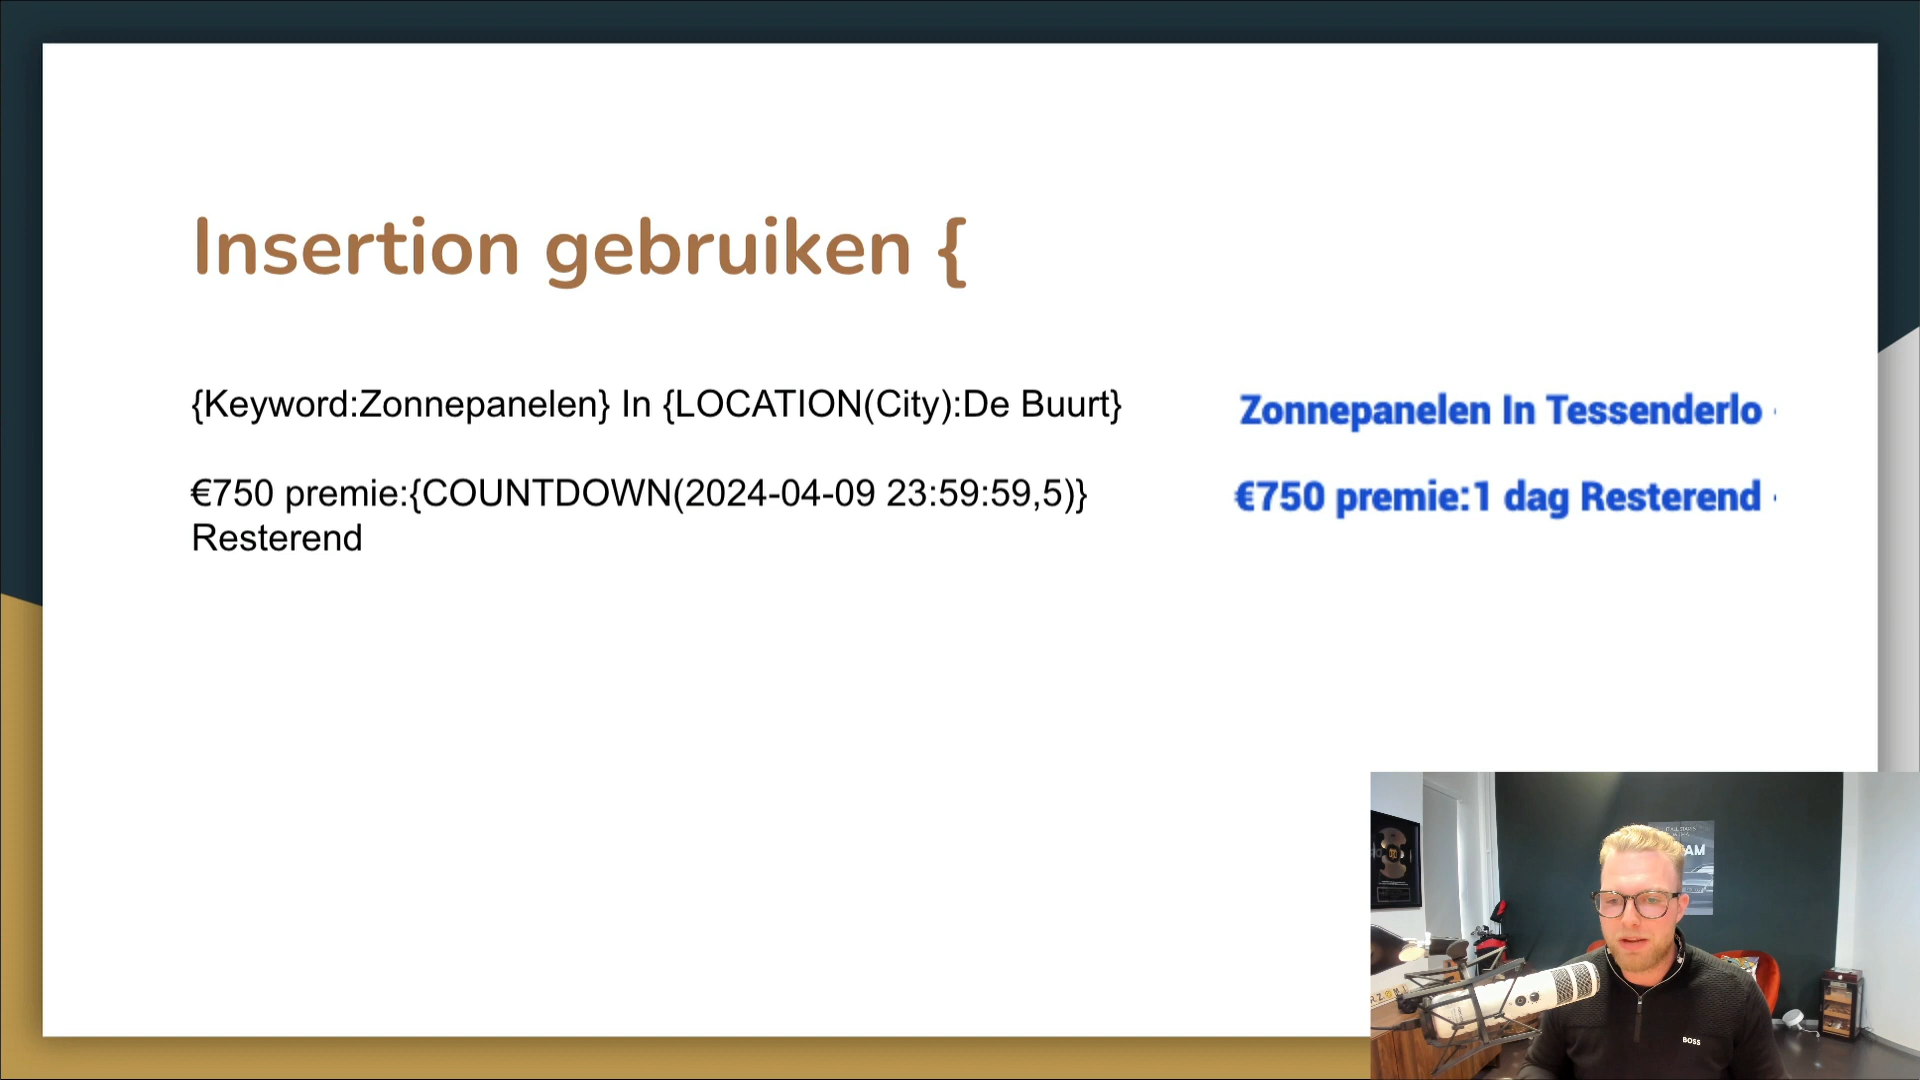 Insertion gebruiken {
{Keyword:Zonnepanelen} In {LOCATION(City):De Buurt}
Zonnepanelen In Tessenderlo ·
€750 premie:{COUNTDOWN(2024-04-09 23:59:59,5)}
Resterend
€750 premie:1 dag Resterend ·
AM
BOSS